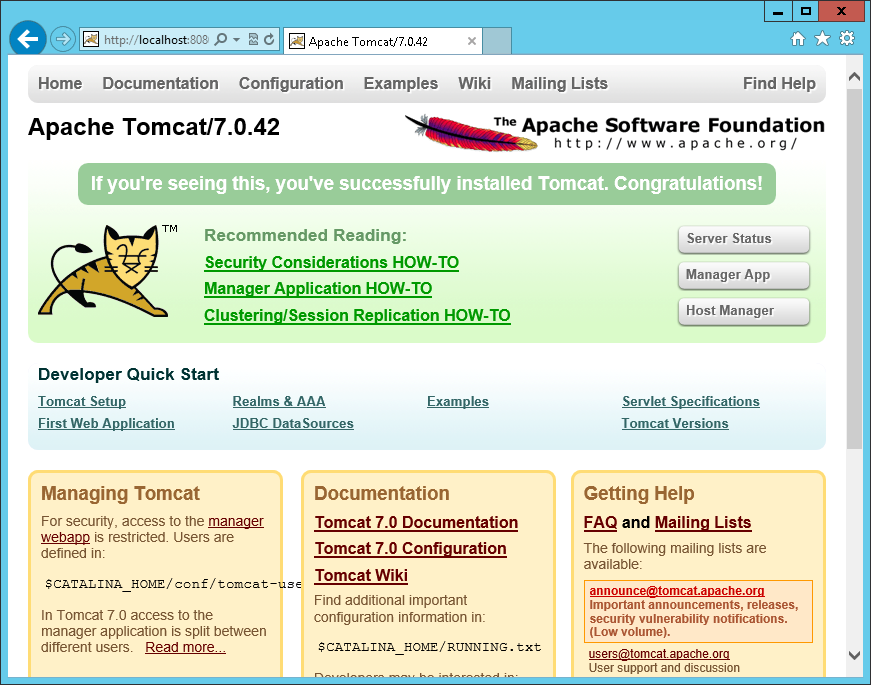 http://localhost:808
Apache Tomcat/7.0.42
Home Documentation Configuration Examples Wiki Mailing Lists Find Help
Apache Tomcat/7.0.42
The Apache Software Foundation
http://www.apache.org/
If you're seeing this, you've successfully installed Tomcat. Congratulations!
TM
Recommended Reading:
Security Considerations HOW-TO
Manager Application HOW-TO
Clustering/Session Replication HOW-TO
Server Status
Manager App
Host Manager
Developer Quick Start
Tomcat Setup
First Web Application
Realms & AAA
JDBC DataSources
Examples
Servlet Specifications
Tomcat Versions
Managing Tomcat
For security, access to the manager
webapp is restricted. Users are
defined in:
$CATALINA_HOME/conf/tomcat-use
In Tomcat 7.0 access to the
manager application is split between
different users. Read more...
Documentation
Tomcat 7.0 Documentation
Tomcat 7.0 Configuration
Tomcat Wiki
Find additional important
configuration information in:
$CATALINA_HOME/RUNNING.txt
Developers may be interested in:
Getting Help
FAQ and Mailing Lists
The following mailing lists are
available:
announce@tomcat.apache.org
Important announcements, releases,
security vulnerability notifications.
(Low volume).
users@tomcat.apache.org
User support and discussion